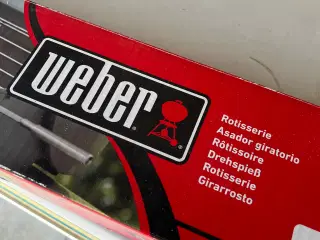 weber
Rotisserie
Asador giratorio
Rôtissoire
Drehspieß
Rotisserie
Girarrosto